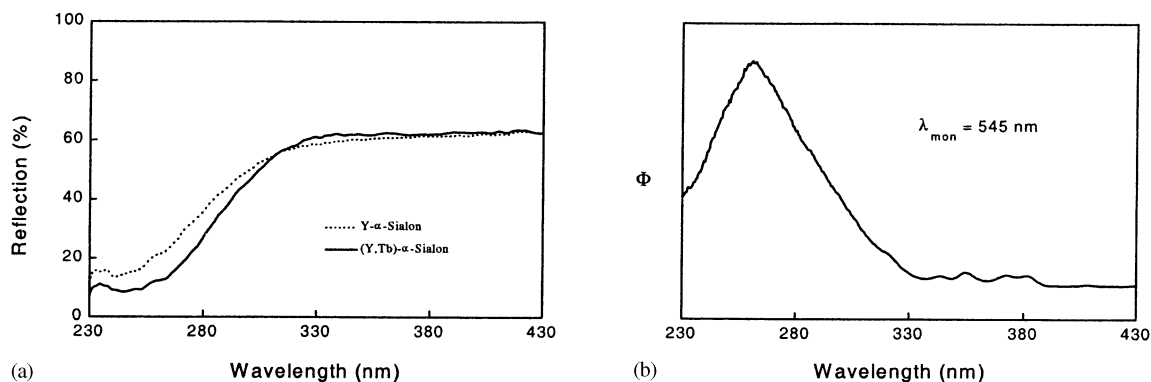 100
80
60
40
20
0
Reflection (%)
Y-α-Sialon
(Y,Tb)-α-Sialon
230 280 330 380 430
Wavelength (nm)
(a)
Φ
λmon = 545 nm
230 280 330 380 430
Wavelength (nm)
(b)